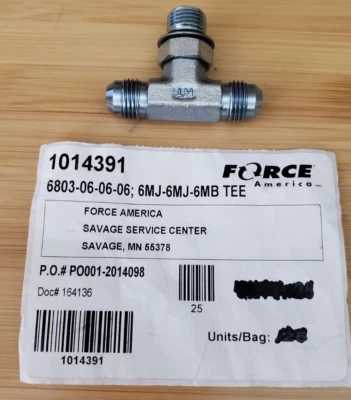 TH
1014391
FORCE
America
6803-06-06-06; 6MJ-6MJ-6MB TEE
FORCE AMERICA
SAVAGE SERVICE CENTER
SAVAGE, MN 55378
P.O.# PO001-2014098
Doc# 164136
25
Units/Bag:
1014391